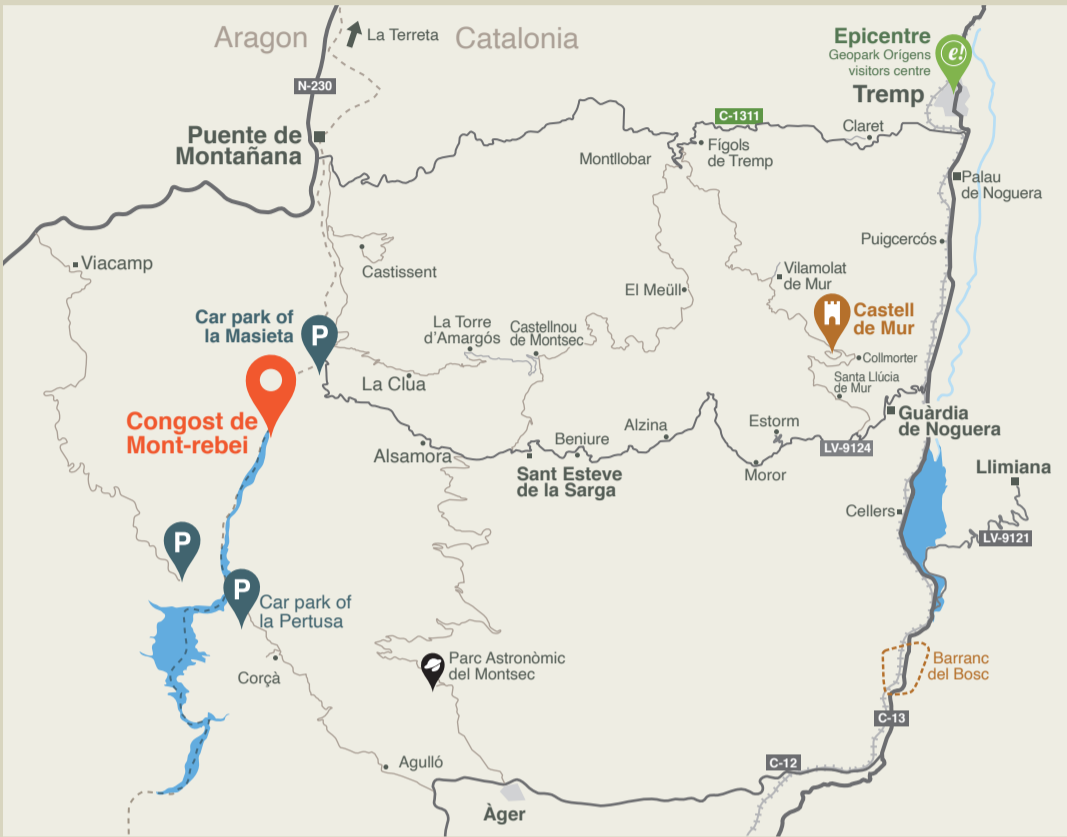 Aragon
La Terreta
Catalonia
Epicentre
Geopark Orígens
visitors centre
e!
Tremp
N-230
C-1311
Claret
Puente de
Montañana
Montllobar
Fígols
de Tremp
Palau
de Noguera
Puigcercós
Viacamp
Castissent
Vilamolat
de Mur
El Meüll
Castell
de Mur
Car park of
la Masieta
P
La Torre
d'Amargós
Castellnou
de Montsec
Collmorter
La Clua
Santa Llúcia
de Mur
Congost de
Mont-rebei
Guàrdia
de Noguera
Alsamora
Beniure
Alzina
Estorm
LV-9124
Sant Esteve
de la Sarga
Moror
Llimiana
Cellers
LV-9121
P
P
Car park of
la Pertusa
Corçà
Parc Astronòmic
del Montsec
Barranc
del Bosc
C-13
Agulló
C-12
Àger